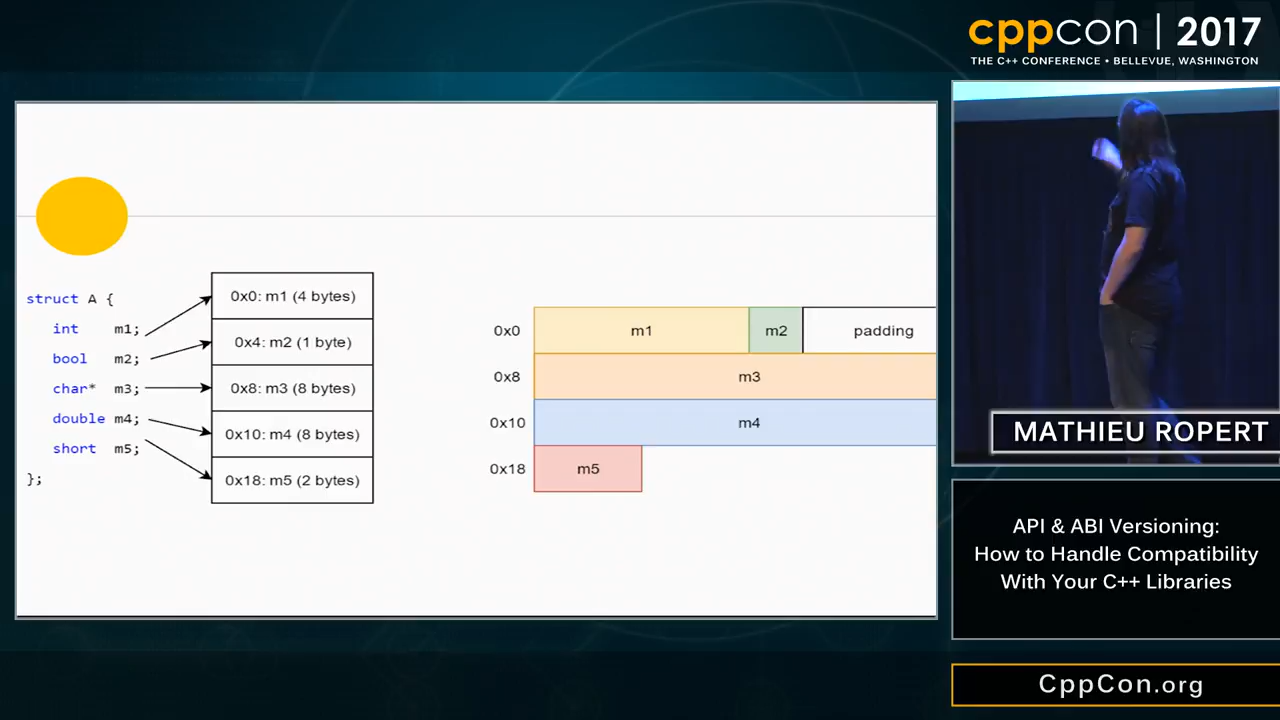 cppcon | 2017
THE C++ CONFERENCE • BELLEVUE, WASHINGTON
struct A {
int m1;
bool m2;
char* m3;
double m4;
short m5;
};
0x0: m1 (4 bytes)
0x4: m2 (1 byte)
0x8: m3 (8 bytes)
0x10: m4 (8 bytes)
0x18: m5 (2 bytes)
0x0 m1 m2 padding
0x8 m3
0x10 m4
0x18 m5
MATHIEU ROPERT
API & ABI Versioning:
How to Handle Compatibility
With Your C++ Libraries
CppCon.org